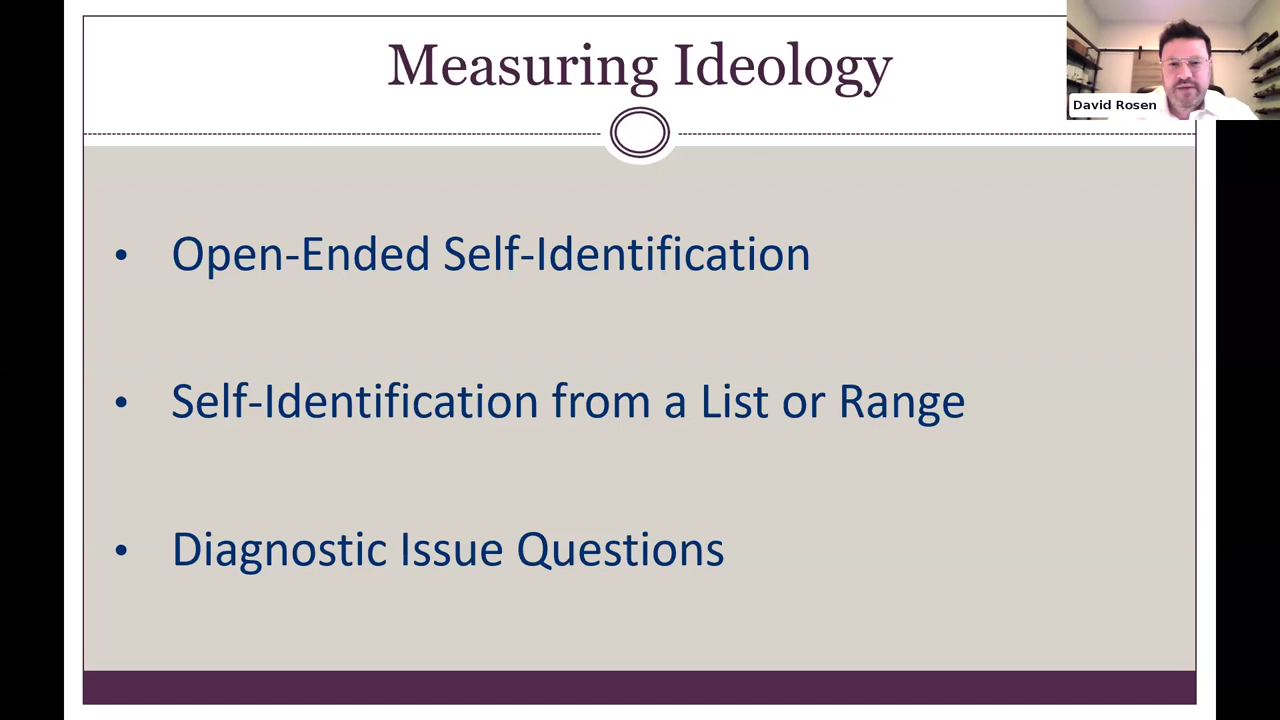 Measuring Ideology
David Rosen
• Open-Ended Self-Identification
• Self-Identification from a List or Range
• Diagnostic Issue Questions